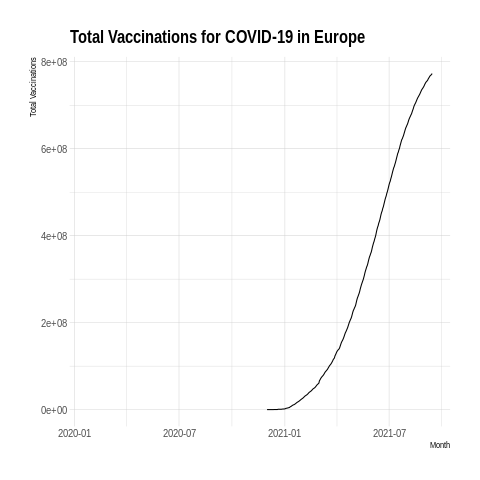 Total Vaccinations for COVID-19 in Europe
Total Vaccinations
8e+08
6e+08
4e+08
2e+08
0e+00
2020-01
2020-07
2021-01
2021-07
Month